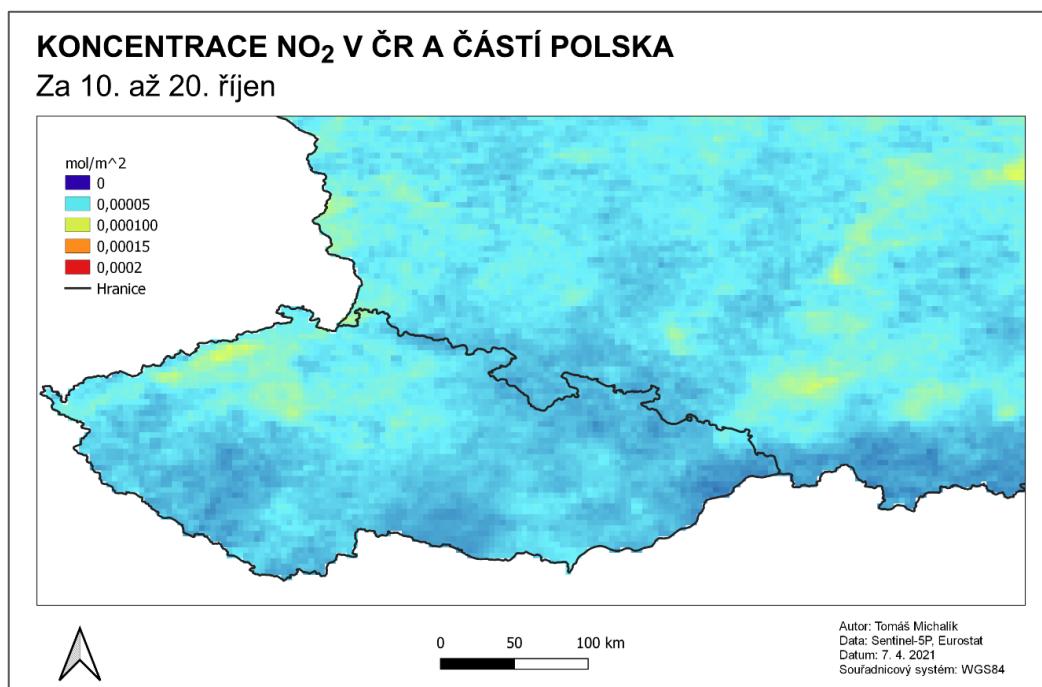 KONCENTRACE NO₂ V ČR A ČÁSTÍ POLSKA
Za 10. až 20. říjen
mol/m^2
0
0,00005
0,000100
0,00015
0,0002
Hranice
0 50 100 km
Autor: Tomáš Michalík
Data: Sentinel-5P, Eurostat
Datum: 7. 4. 2021
Souřadnicový systém: WGS84